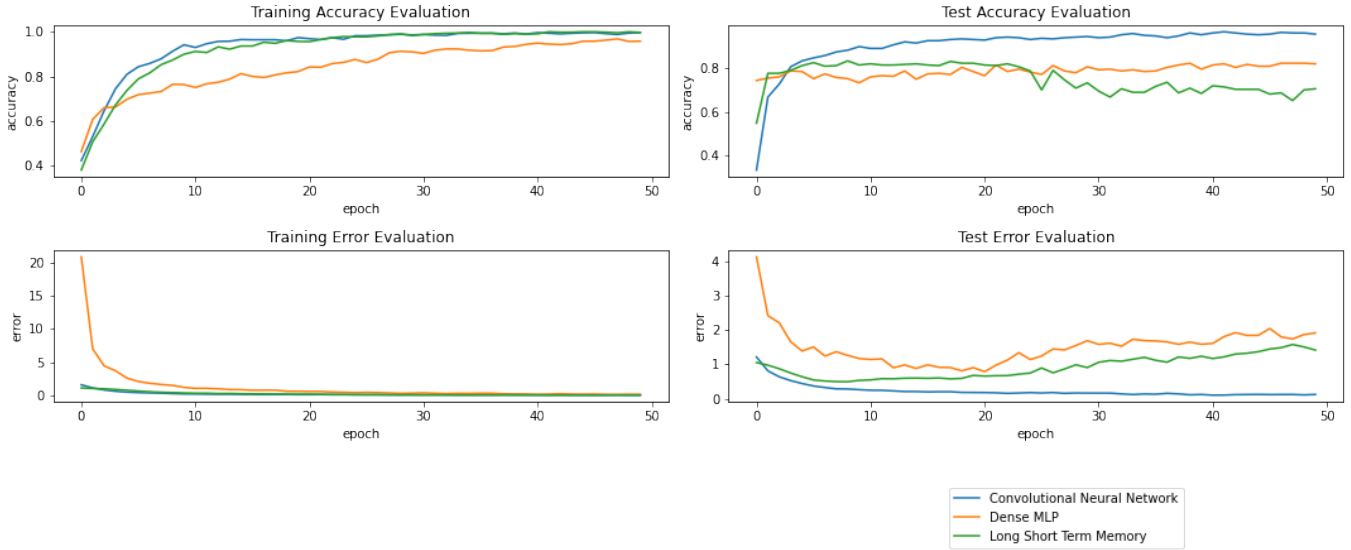 Training Accuracy Evaluation
accuracy
1.0
0.8
0.6
0.4
0 10 20 30 40 50
epoch
Test Accuracy Evaluation
accuracy
0.8
0.6
0.4
0 10 20 30 40 50
epoch
Training Error Evaluation
error
20
15
10
5
0
0 10 20 30 40 50
epoch
Test Error Evaluation
error
4
3
2
1
0
0 10 20 30 40 50
epoch
Convolutional Neural Network
Dense MLP
Long Short Term Memory